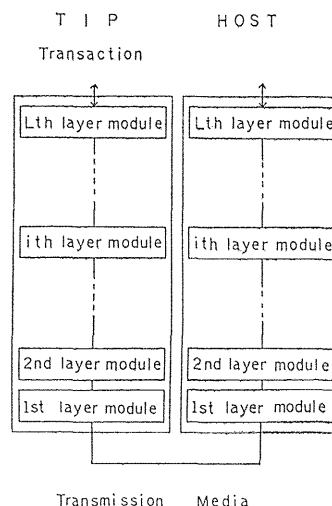 TIP HOST
Transaction
Lth layer module Lth layer module
ith layer module ith layer module
2nd layer module 2nd layer module
1st layer module 1st layer module
Transmission Media